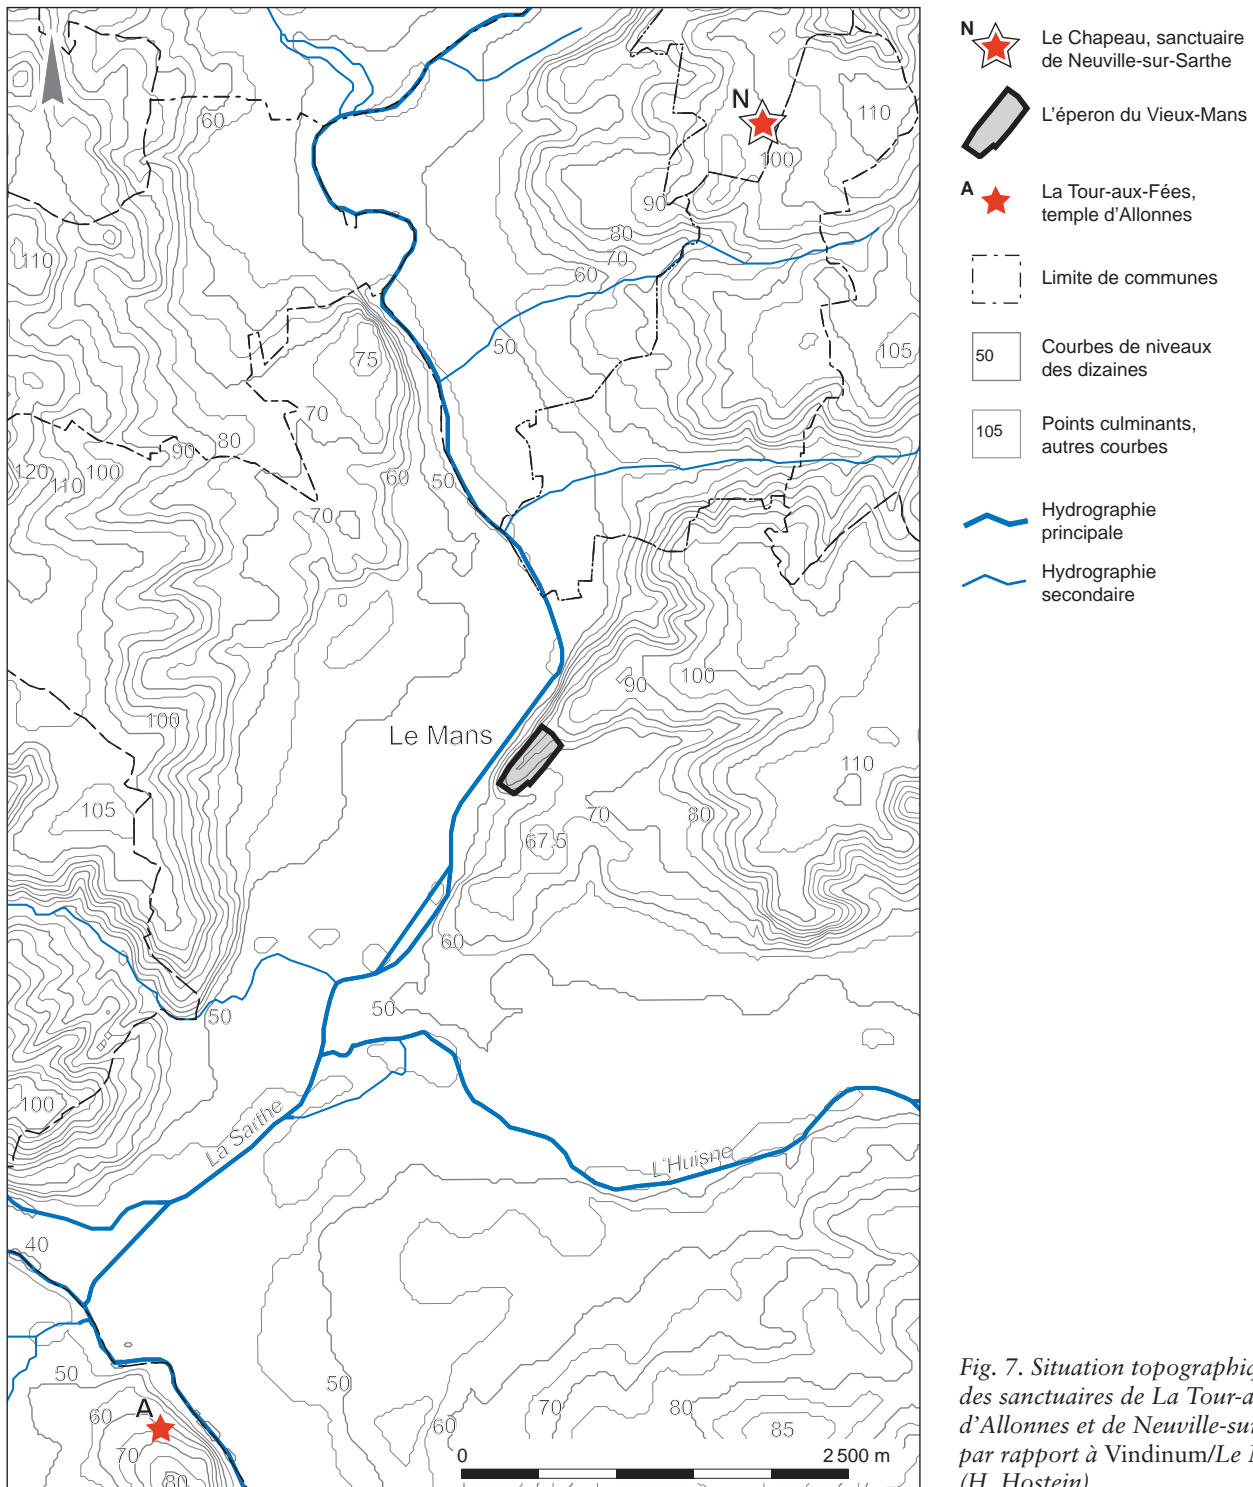 N
Le Chapeau, sanctuaire
de Neuville-sur-Sarthe
L'éperon du Vieux-Mans
A
La Tour-aux-Fées,
temple d'Allonnes
Limite de communes
50
Courbes de niveaux
des dizaines
105
Points culminants,
autres courbes
Hydrographie
principale
Hydrographie
secondaire
N
60
110
100
90
80
70
60
110
50
75
105
70
80
90
100
120
110
60
50
70
100
90
100
Le Mans
110
105
70
80
67.5
60
50
50
100
La Sarthe
L'Huisne
40
50
A
60
70
80
50
60
70
80
85
0
2 500 m
Fig. 7. Situation
des sanctuaires de La
d'Allonnes et de
par rapport à Vindinum/Le
(H. Hostein)